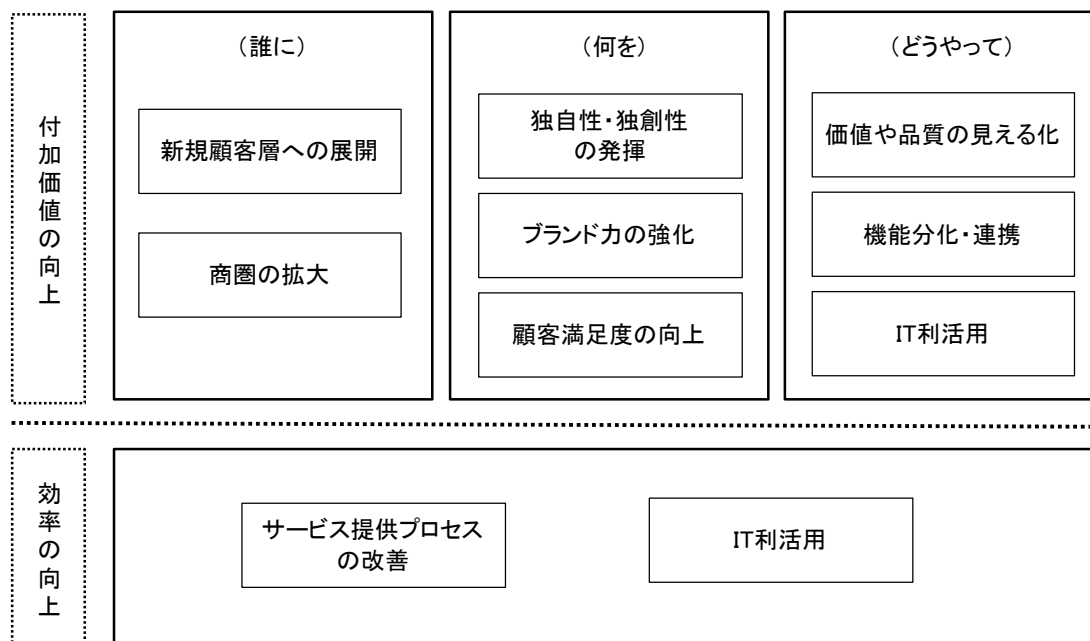 付加価値の向上
（誰に）
新規顧客層への展開
商圏の拡大
（何を）
独自性・独創性
の発揮
ブランド力の強化
顧客満足度の向上
（どうやって）
価値や品質の見える化
機能分化・連携
IT利活用
効率の向上
サービス提供プロセス
の改善
IT利活用